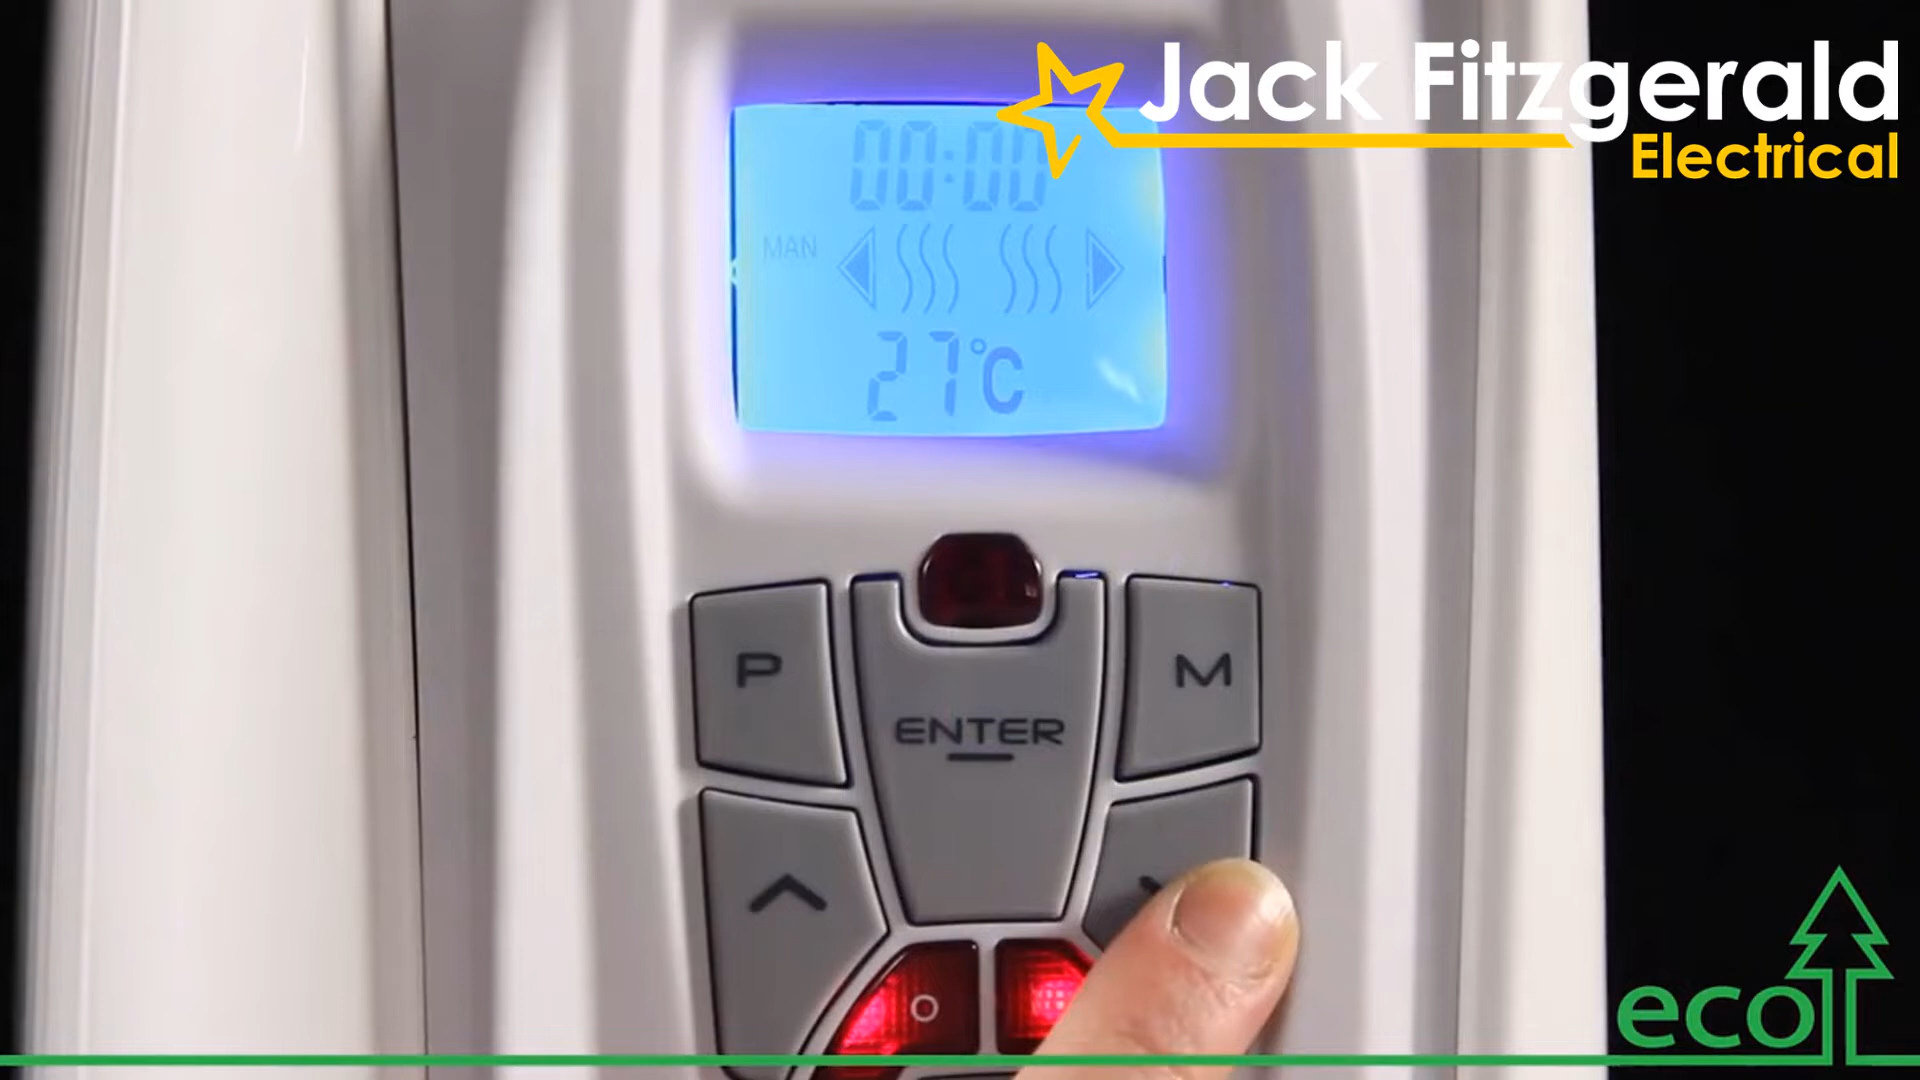 Jack Fitzgerald
Electrical
00:00
MAN
27°C
P
M
ENTER
eco